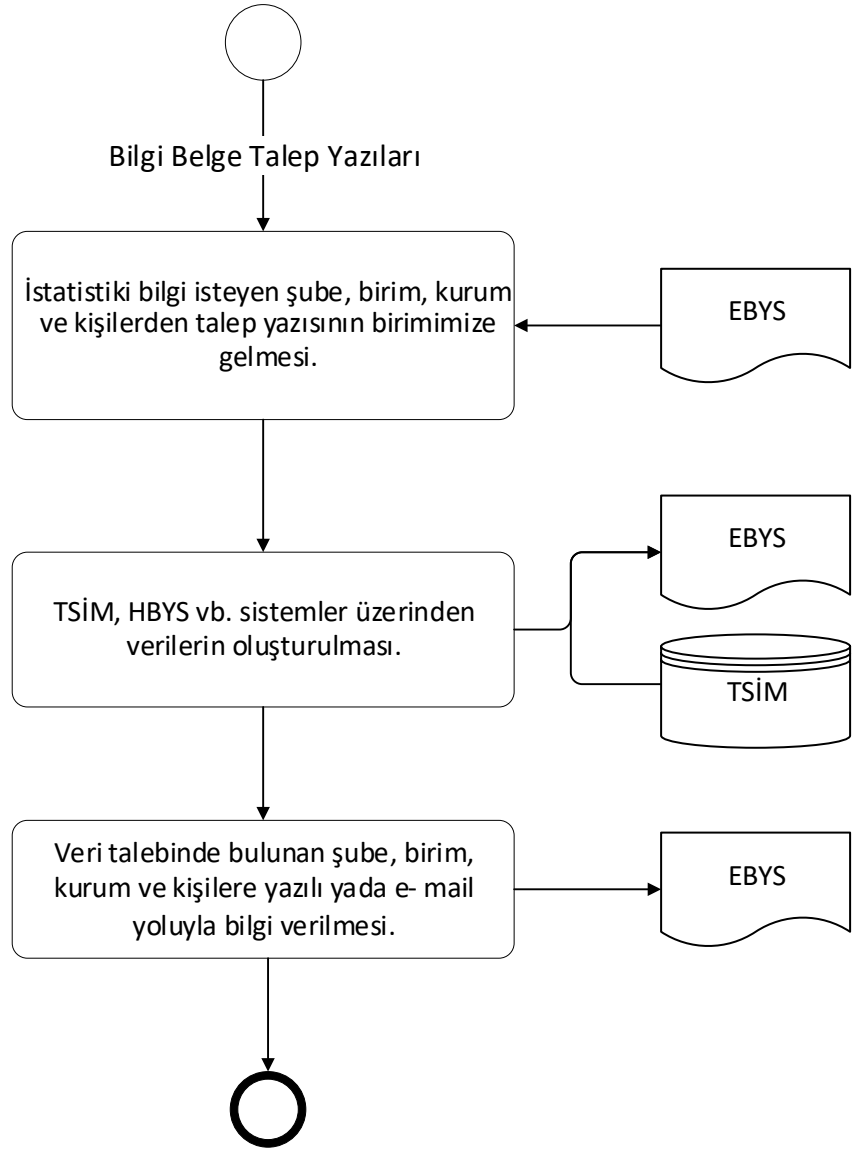 Bilgi Belge Talep Yazıları
İstatistiki bilgi isteyen şube, birim, kurum
ve kişilerden talep yazısının birimimize
gelmesi.
EBYS
TSİM, HBYS vb. sistemler üzerinden
verilerin oluşturulması.
EBYS
TSİM
Veri talebinde bulunan şube, birim,
kurum ve kişilere yazılı yada e- mail
yoluyla bilgi verilmesi.
EBYS